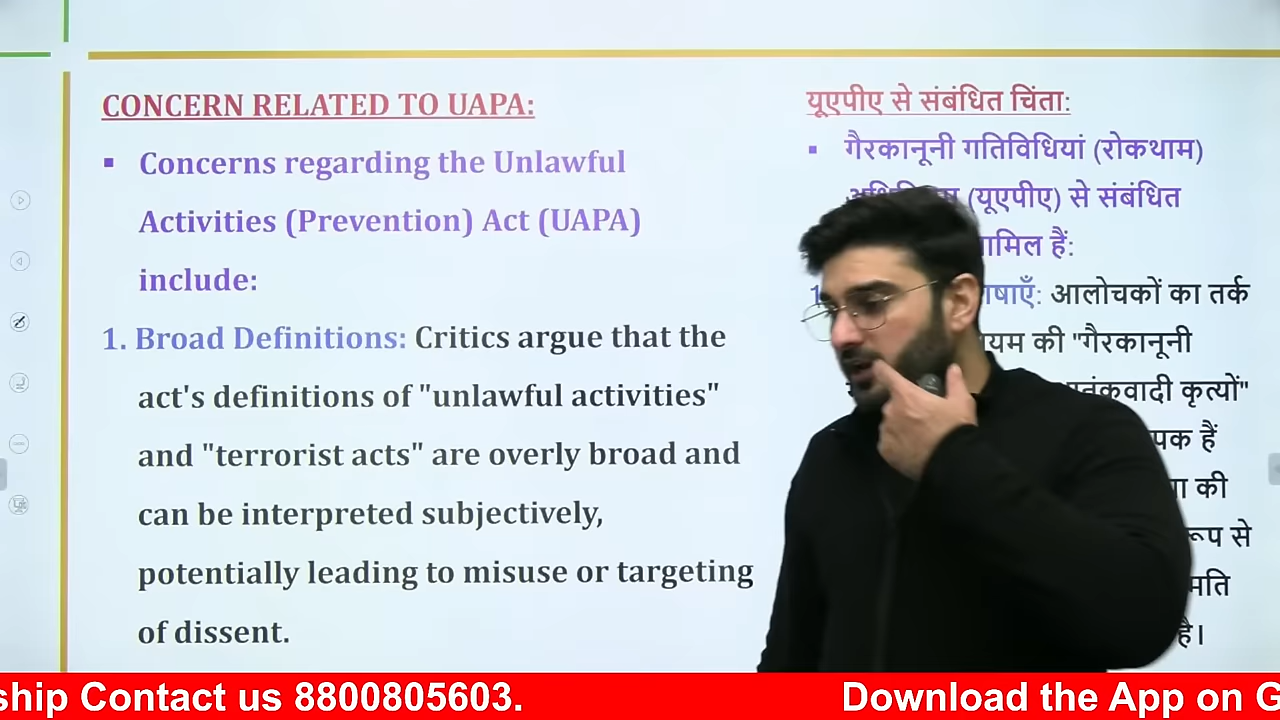 CONCERN RELATED TO UAPA:
▪ Concerns regarding the Unlawful
Activities (Prevention) Act (UAPA)
include:
1. Broad Definitions: Critics argue that the
act's definitions of "unlawful activities"
and "terrorist acts" are overly broad and
can be interpreted subjectively,
potentially leading to misuse or targeting
of dissent.
यूएपीए से संबंधित चिंता:
▪ गैरकानूनी गतिविधियां (रोकथाम)
(यूएपीए) से संबंधित
हैं:
आलोचकों का तर्क
की "गैरकानूनी
कृत्यों"
हैं
की
से
है।
ship Contact us 8800805603.
Download the App on G